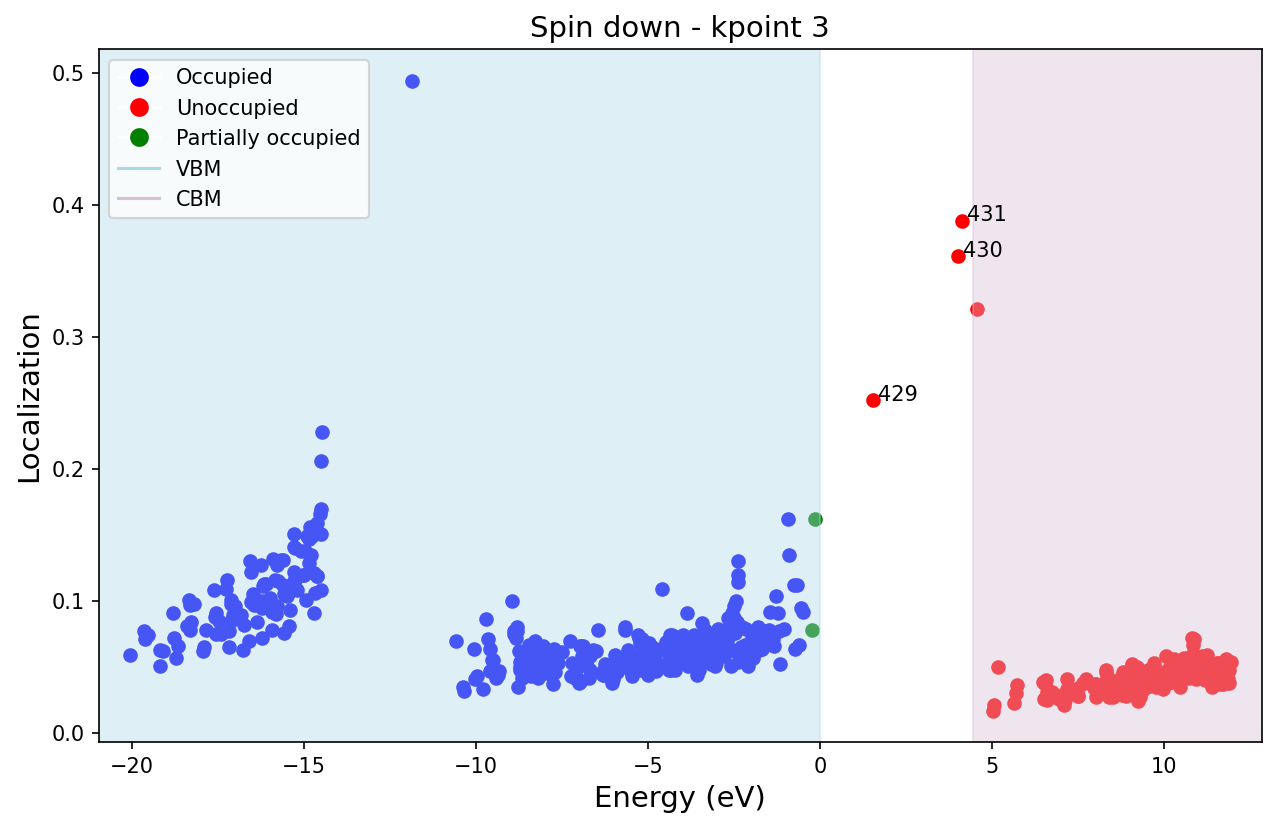 Spin down - kpoint 3
Localization
0.5
0.4
0.3
0.2
0.1
0.0
Occupied
Unoccupied
Partially occupied
VBM
CBM
431
430
429
−20
−15
−10
−5
0
5
10
Energy (eV)